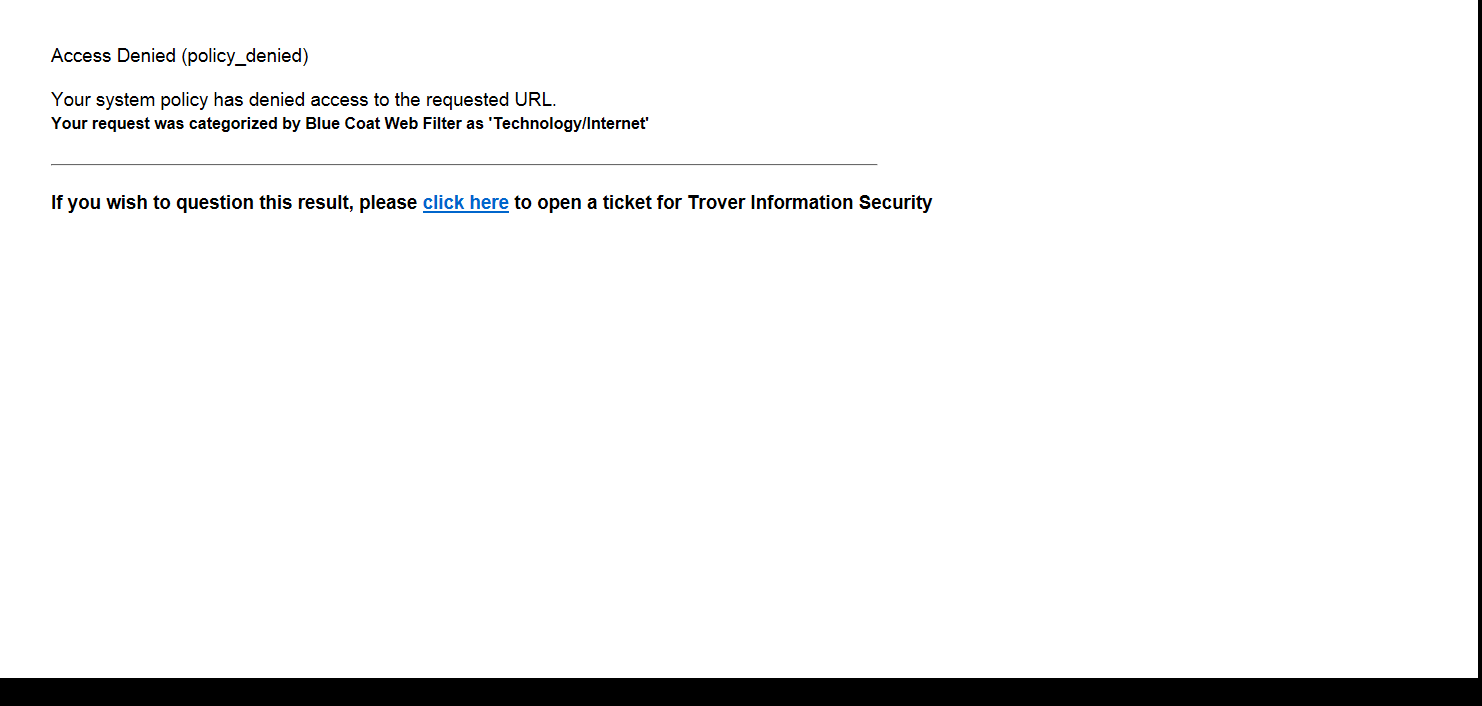 Access Denied (policy_denied)
Your system policy has denied access to the requested URL.
Your request was categorized by Blue Coat Web Filter as 'Technology/Internet'
If you wish to question this result, please click here to open a ticket for Trover Information Security